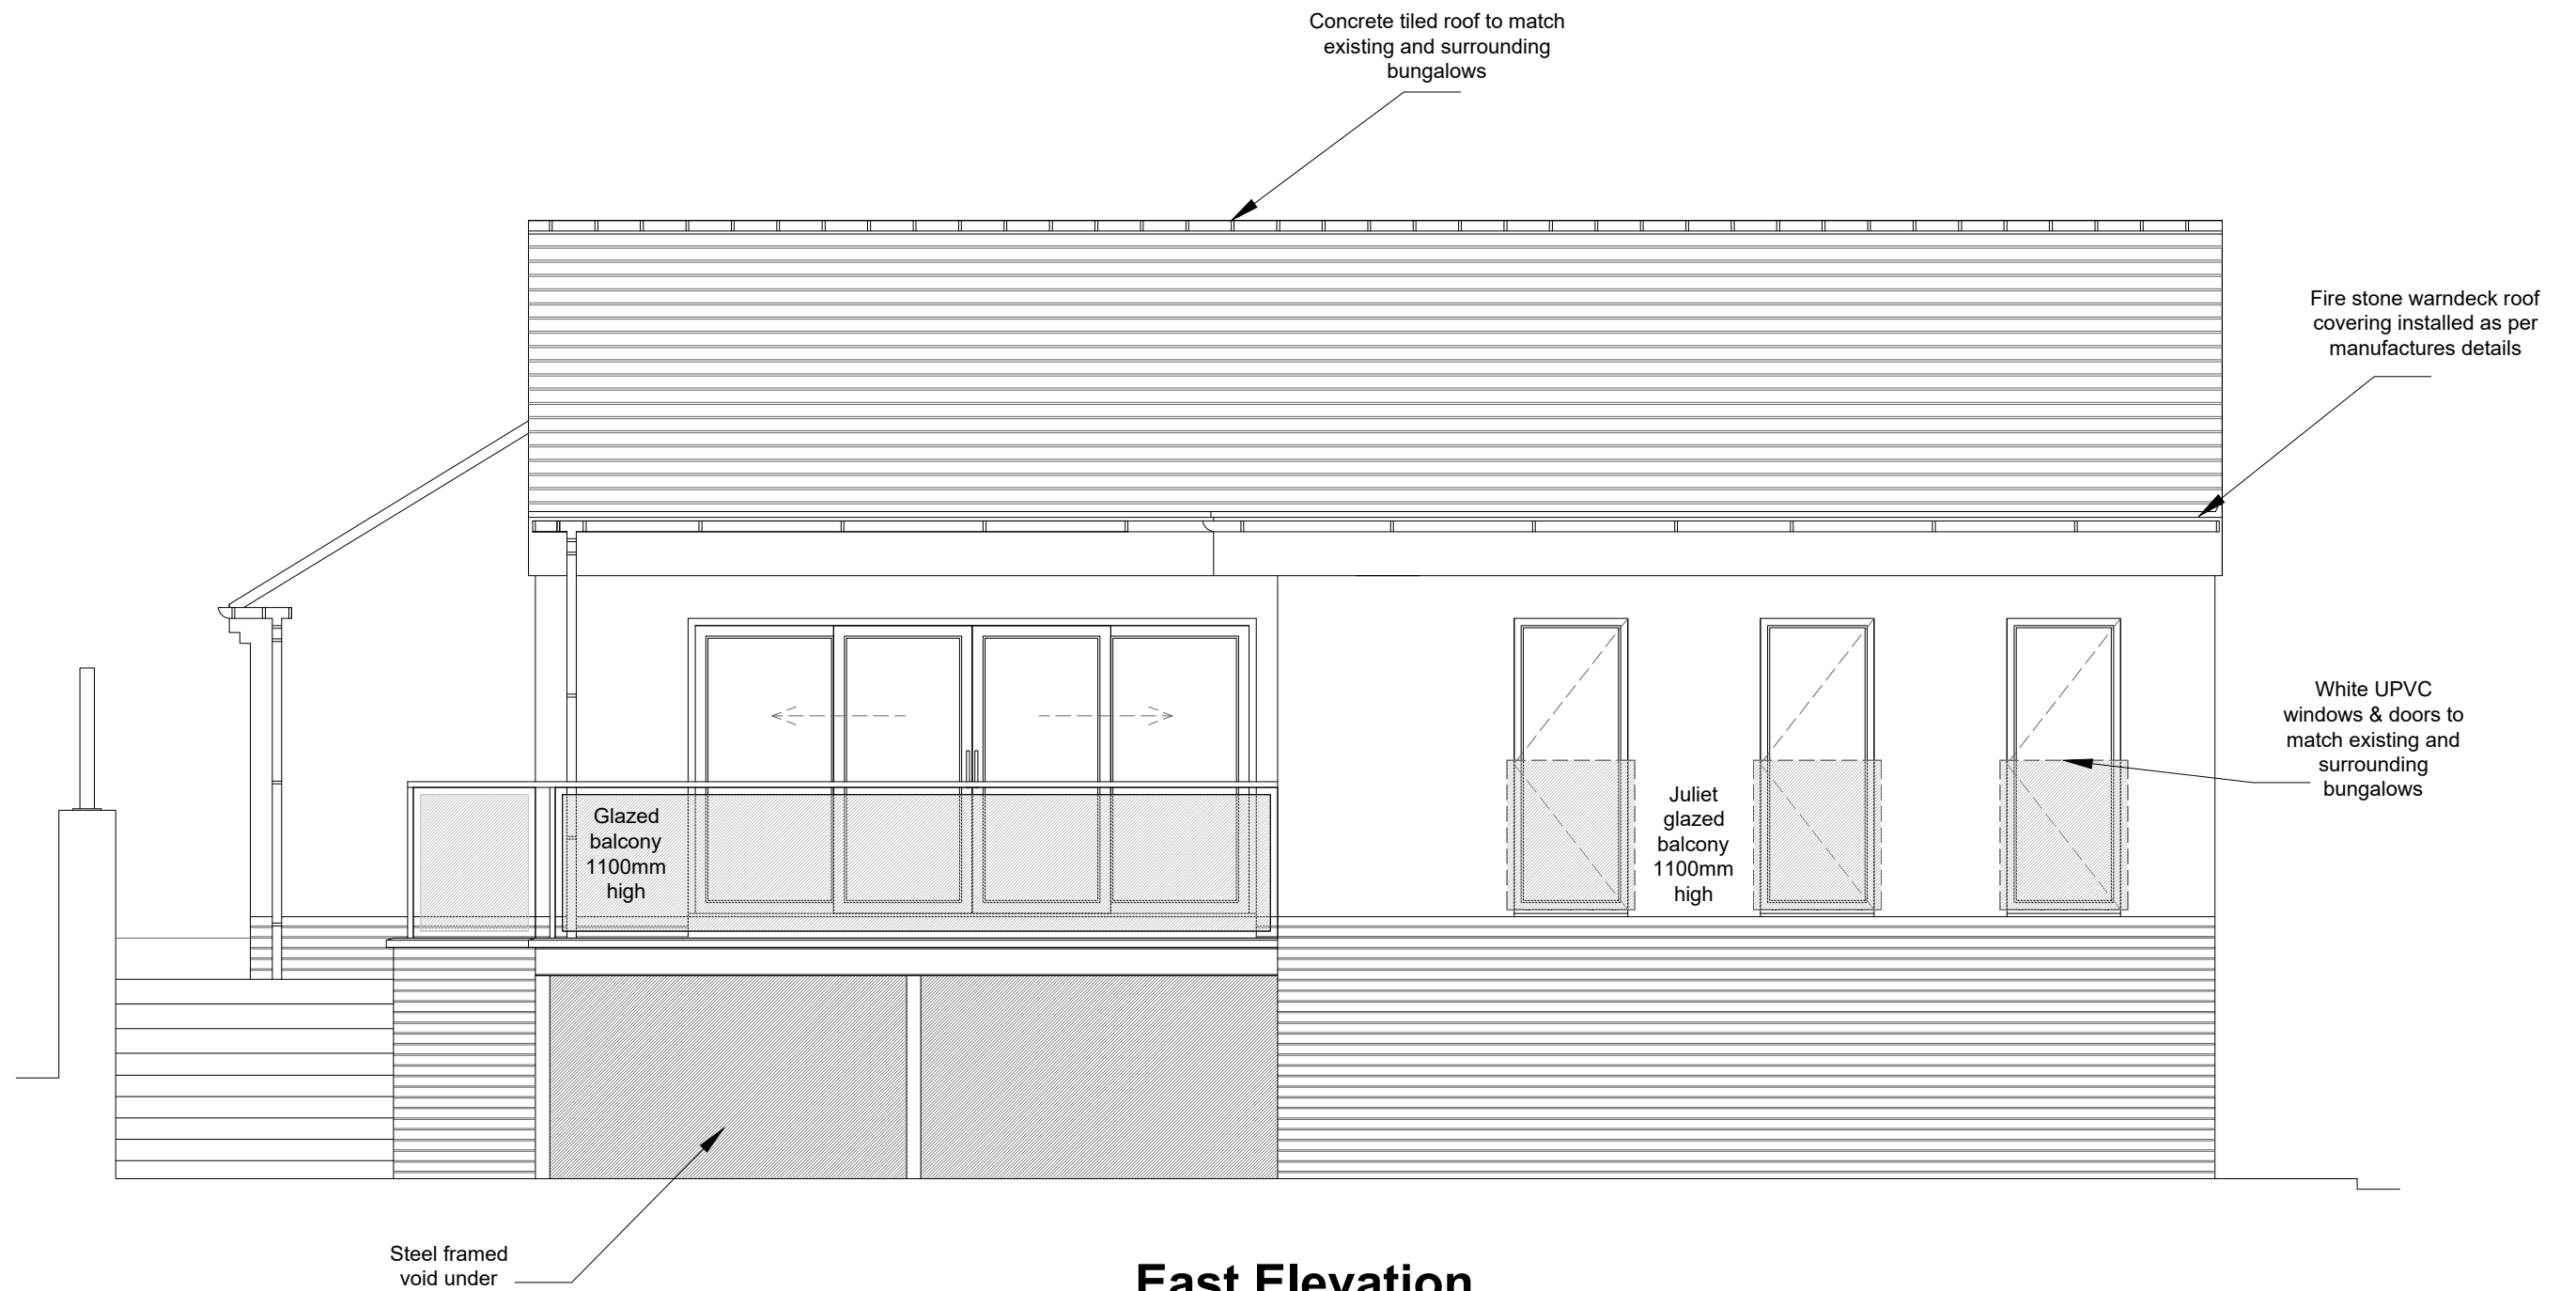 Concrete tiled roof to match
existing and surrounding
bungalows
Fire stone warndeck roof
covering installed as per
manufactures details
White UPVC
windows & doors to
match existing and
surrounding
bungalows
Glazed
balcony
1100mm
high
Juliet
glazed
balcony
1100mm
high
Steel framed
void under
East Elevation